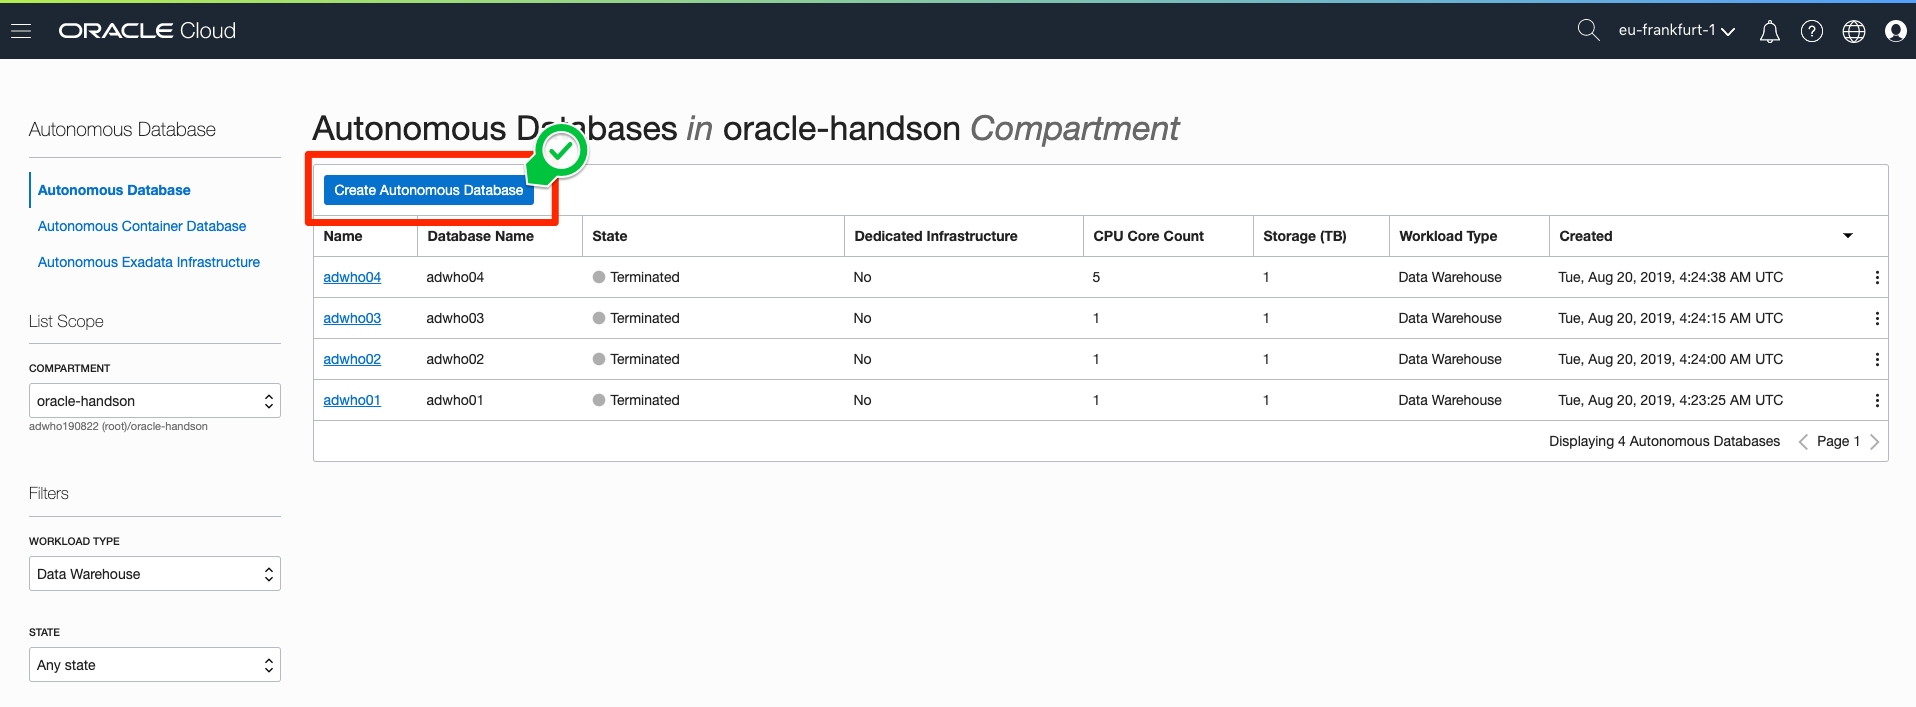 ORACLE Cloud
eu-frankfurt-1
Autonomous Database
Autonomous Database
Autonomous Container Database
Autonomous Exadata Infrastructure
List Scope
COMPARTMENT
oracle-handson
adwho190822 (root)/oracle-handson
Filters
WORKLOAD TYPE
Data Warehouse
STATE
Any state
Autonomous Databases in oracle-handson Compartment
Create Autonomous Database
Name Database Name State Dedicated Infrastructure CPU Core Count Storage (TB) Workload Type Created
adwho04 adwho04 Terminated No 5 1 Data Warehouse Tue, Aug 20, 2019, 4:24:38 AM UTC
adwho03 adwho03 Terminated No 1 1 Data Warehouse Tue, Aug 20, 2019, 4:24:15 AM UTC
adwho02 adwho02 Terminated No 1 1 Data Warehouse Tue, Aug 20, 2019, 4:24:00 AM UTC
adwho01 adwho01 Terminated No 1 1 Data Warehouse Tue, Aug 20, 2019, 4:23:25 AM UTC
Displaying 4 Autonomous Databases Page 1